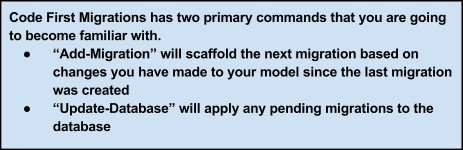 Code First Migrations has two primary commands that you are going
to become familiar with.
● “Add-Migration” will scaffold the next migration based on
changes you have made to your model since the last migration
was created
● “Update-Database” will apply any pending migrations to the
database